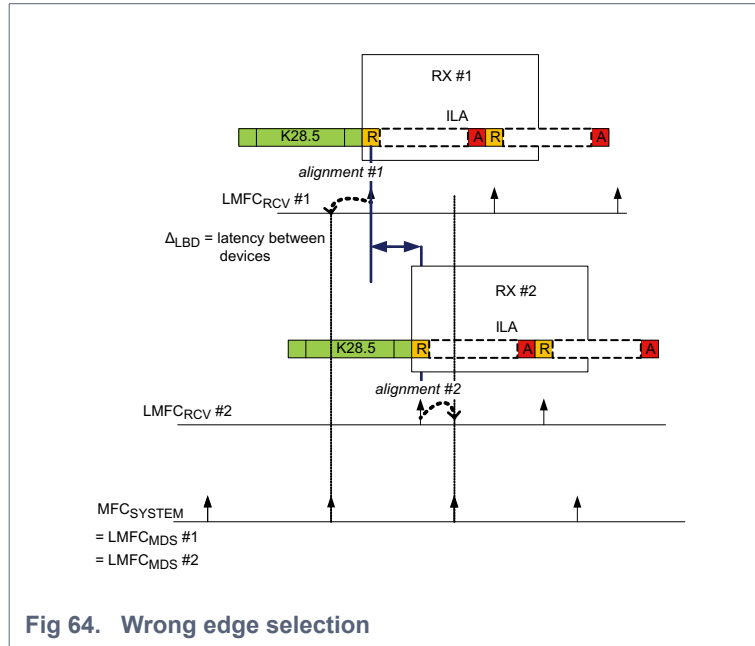 RX #1
ILA
K28.5 R A R A
alignment #1
LMFCRCV #1
ΔLBD = latency between
devices
RX #2
ILA
K28.5 R A R A
alignment #2
LMFCRCV #2
MFCSYSTEM
= LMFCMDS #1
= LMFCMDS #2
Fig 64. Wrong edge selection